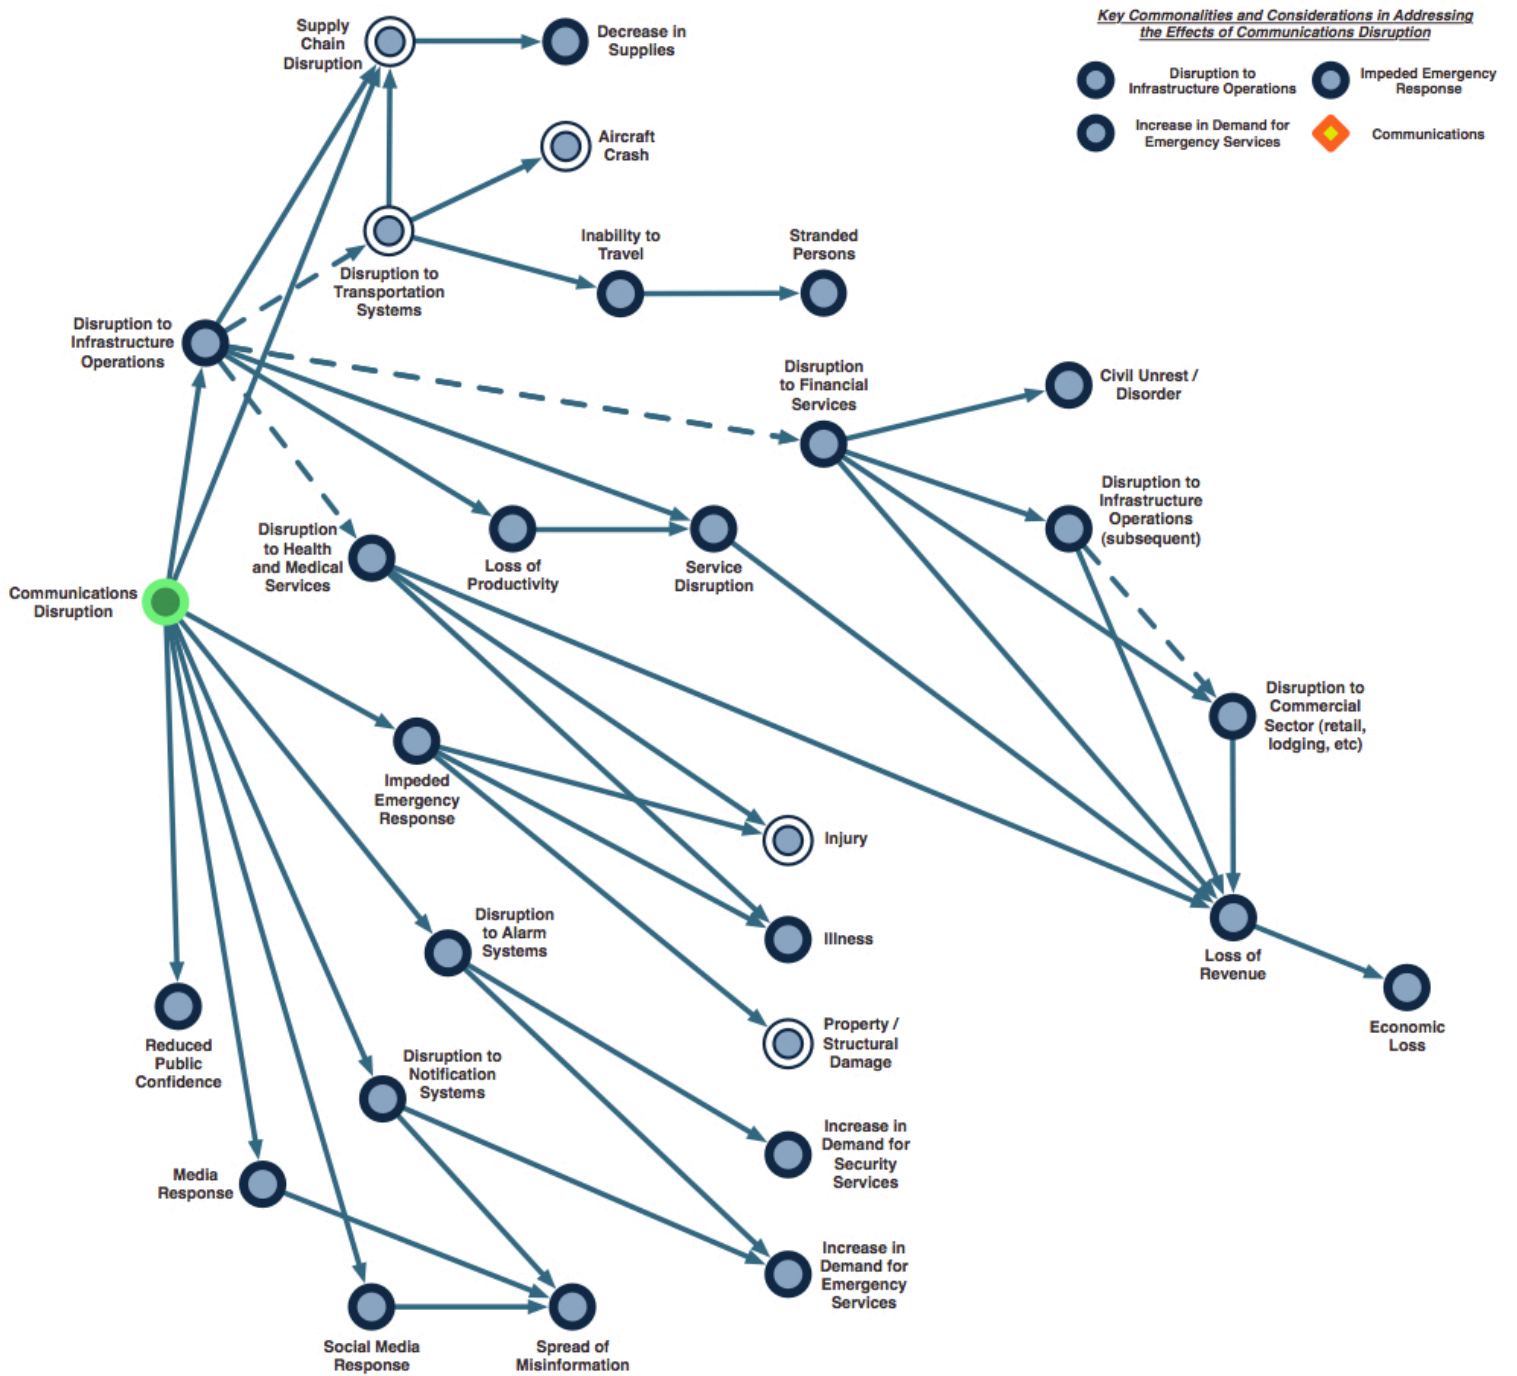 Key Commonalities and Considerations in Addressing
the Effects of Communications Disruption
Disruption to
Infrastructure Operations
Impeded Emergency
Response
Increase in Demand for
Emergency Services
Communications
Supply
Chain
Disruption
Decrease in
Supplies
Aircraft
Crash
Disruption to
Transportation
Systems
Inability to
Travel
Stranded
Persons
Disruption to
Infrastructure
Operations
Disruption
to Financial
Services
Civil Unrest /
Disorder
Disruption to
Infrastructure
Operations
(subsequent)
Disruption
to Health
and Medical
Services
Loss of
Productivity
Service
Disruption
Communications
Disruption
Disruption to
Commercial
Sector (retail,
lodging, etc)
Impeded
Emergency
Response
Injury
Disruption
to Alarm
Systems
Illness
Loss of
Revenue
Economic
Loss
Reduced
Public
Confidence
Property /
Structural
Damage
Disruption to
Notification
Systems
Increase in
Demand for
Security
Services
Media
Response
Increase in
Demand for
Emergency
Services
Social Media
Response
Spread of
Misinformation